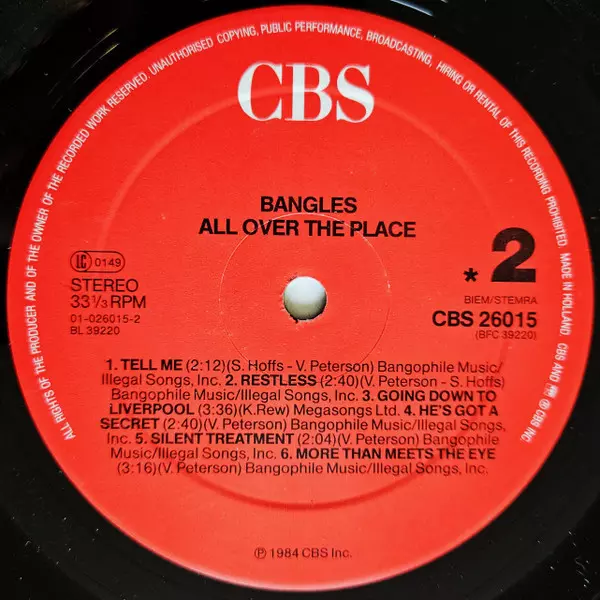 ALL RIGHTS OF THE PRODUCER AND OF THE OWNER OF THE RECORDED WORK RESERVED. UNAUTHORISED COPYING, PUBLIC PERFORMANCE, BROADCASTING, HIRING OR RENTAL OF THIS RECORDING PROHIBITED. MADE IN HOLLAND CBS AND ℗ CBS INC.
CBS
BANGLES
ALL OVER THE PLACE
LC 0149
STEREO
33 1/3 RPM
01-026015-2
BL 39220
* 2
BIEM/STEMRA
CBS 26015
(BFC 39220)
1. TELL ME (2:12)(S. Hoffs - V. Peterson) Bangophile Music/
Illegal Songs, Inc. 2. RESTLESS (2:40)(V. Peterson - S. Hoffs)
Bangophile Music/Illegal Songs, Inc. 3. GOING DOWN TO
LIVERPOOL (3:36)(K.Rew) Megasongs Ltd. 4. HE'S GOT A
SECRET (2:40)(V. Peterson) Bangophile Music/Illegal Songs,
Inc. 5. SILENT TREATMENT (2:04)(V. Peterson) Bangophile
Music/Illegal Songs, Inc. 6. MORE THAN MEETS THE EYE
(3:16)(V. Peterson) Bangophile Music/Illegal Songs, Inc.
℗ 1984 CBS Inc.